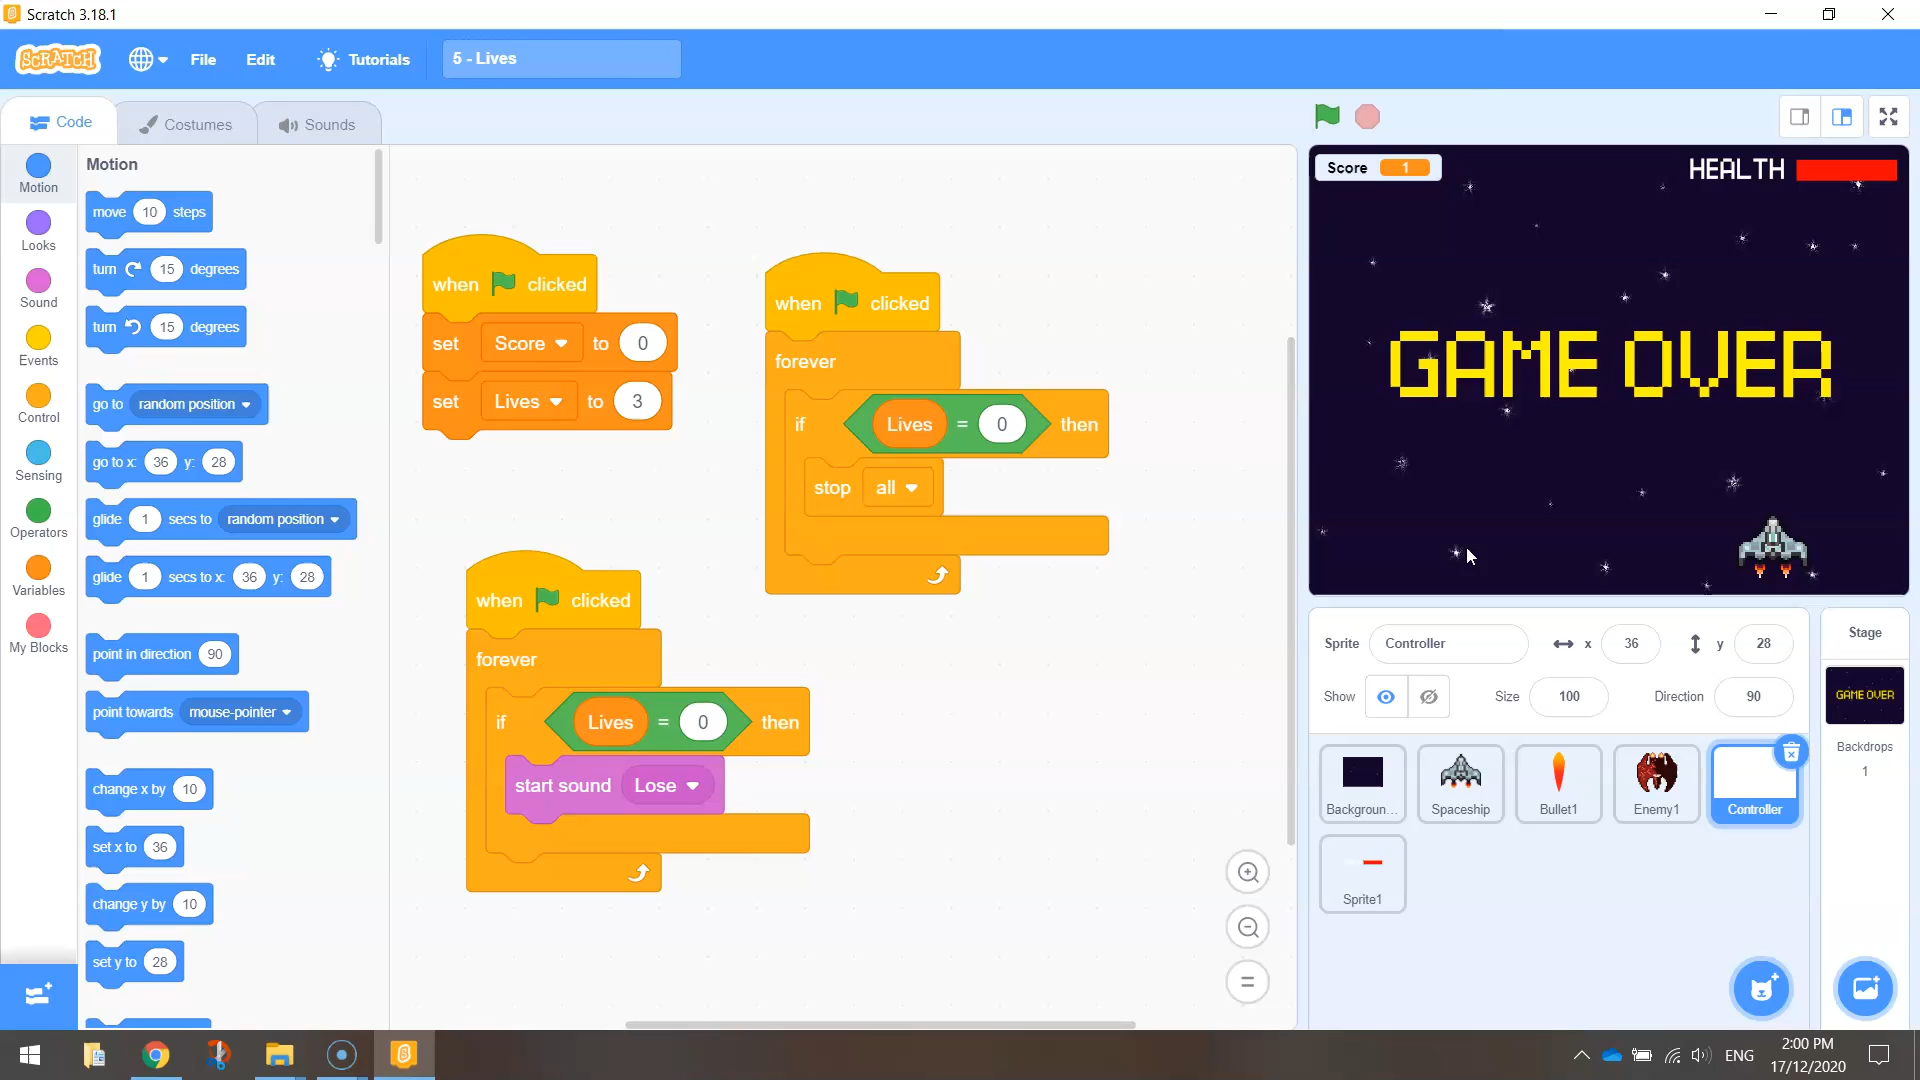 Scratch 3.18.1
SCRATCH
File
Edit
Tutorials
5 - Lives
Code
Costumes
Sounds
Motion
Looks
Sound
Events
Control
Sensing
Operators
Variables
My Blocks
Motion
move 10 steps
turn 15 degrees
turn 15 degrees
go to random position
go to x: 36 y: 28
glide 1 secs to random position
glide 1 secs to x: 36 y: 28
point in direction 90
point towards mouse-pointer
change x by 10
set x to 36
change y by 10
set y to 28
when clicked
set Score to 0
set Lives to 3
when clicked
forever
if Lives = 0 then
stop all
when clicked
forever
if Lives = 0 then
start sound Lose
Score 1
HEALTH
GAME OVER
Sprite Controller x 36 y 28
Show Size 100 Direction 90
Backgroun...
Spaceship
Bullet1
Enemy1
Controller
Sprite1
Stage
GAME OVER
Backdrops
1
ENG
2:00 PM
17/12/2020